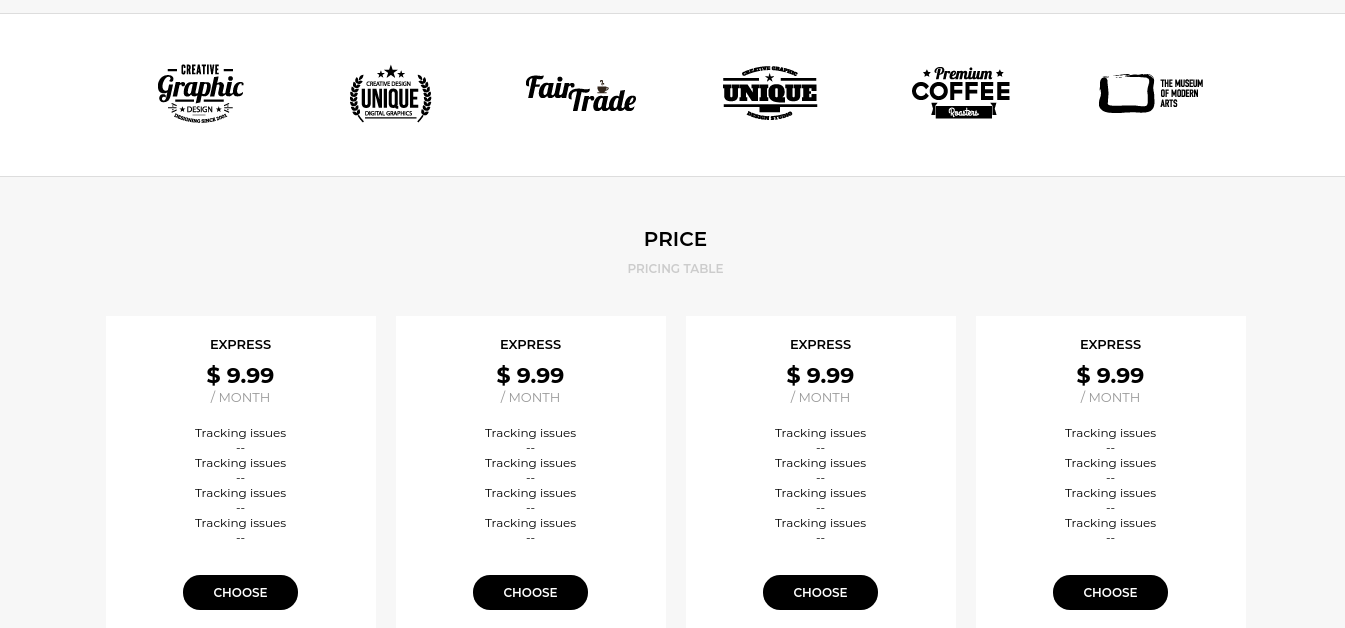 CREATIVE
Graphic
DESIGN
DESIGNING SINCE 2003
CREATIVE DESIGN
UNIQUE
DIGITAL GRAPHICS
Fair
Trade
CREATIVE GRAPHIC
UNIQUE
DESIGN STUDIO
Premium
COFFEE
Roasters
THE MUSEUM
OF MODERN
ARTS
PRICE
PRICING TABLE
EXPRESS
$ 9.99
/ MONTH
Tracking issues
--
Tracking issues
--
Tracking issues
--
Tracking issues
--
CHOOSE
EXPRESS
$ 9.99
/ MONTH
Tracking issues
--
Tracking issues
--
Tracking issues
--
Tracking issues
--
CHOOSE
EXPRESS
$ 9.99
/ MONTH
Tracking issues
--
Tracking issues
--
Tracking issues
--
Tracking issues
--
CHOOSE
EXPRESS
$ 9.99
/ MONTH
Tracking issues
--
Tracking issues
--
Tracking issues
--
Tracking issues
--
CHOOSE